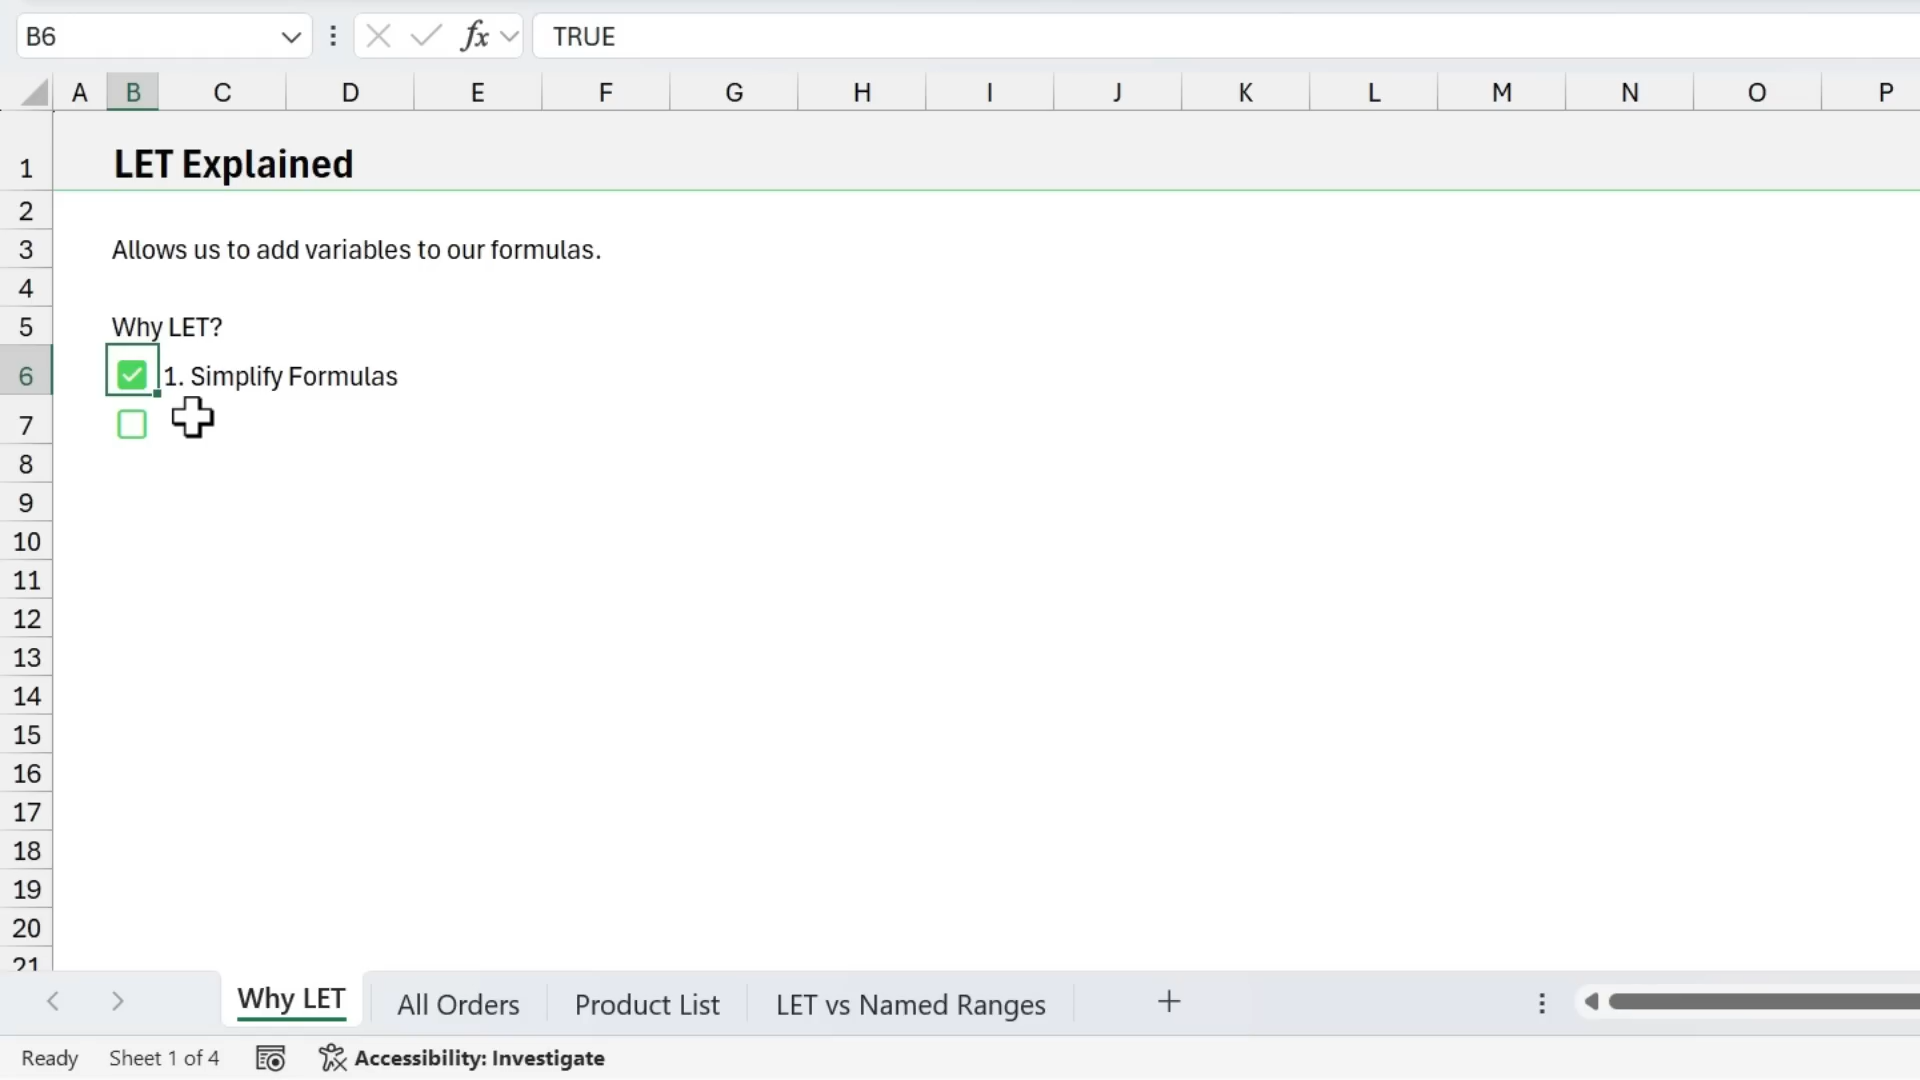 B6
fx
TRUE
A B C D E F G H I J K L M N O P
1 LET Explained
2
3 Allows us to add variables to our formulas.
4
5 Why LET?
6 1. Simplify Formulas
7
8
9
10
11
12
13
14
15
16
17
18
19
20
21
Why LET All Orders Product List LET vs Named Ranges
Ready Sheet 1 of 4 Accessibility: Investigate